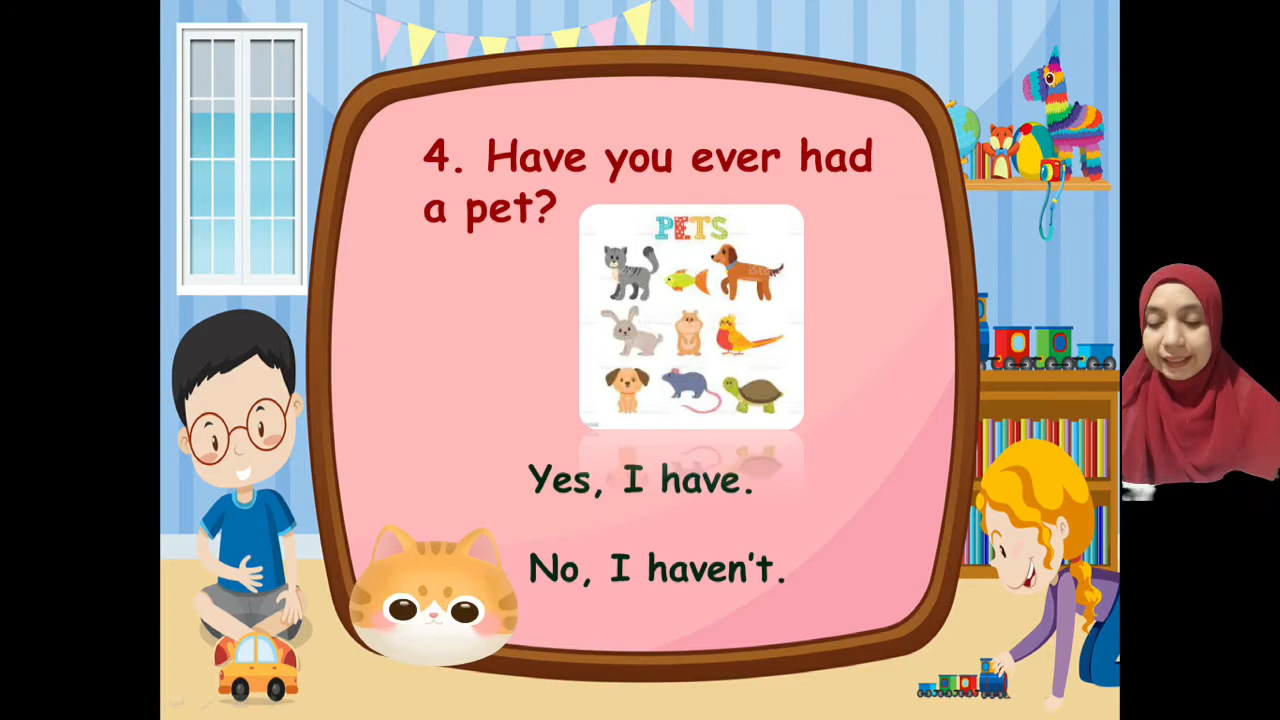 4. Have you ever had
a pet?
PETS
Yes, I have.
No, I haven't.